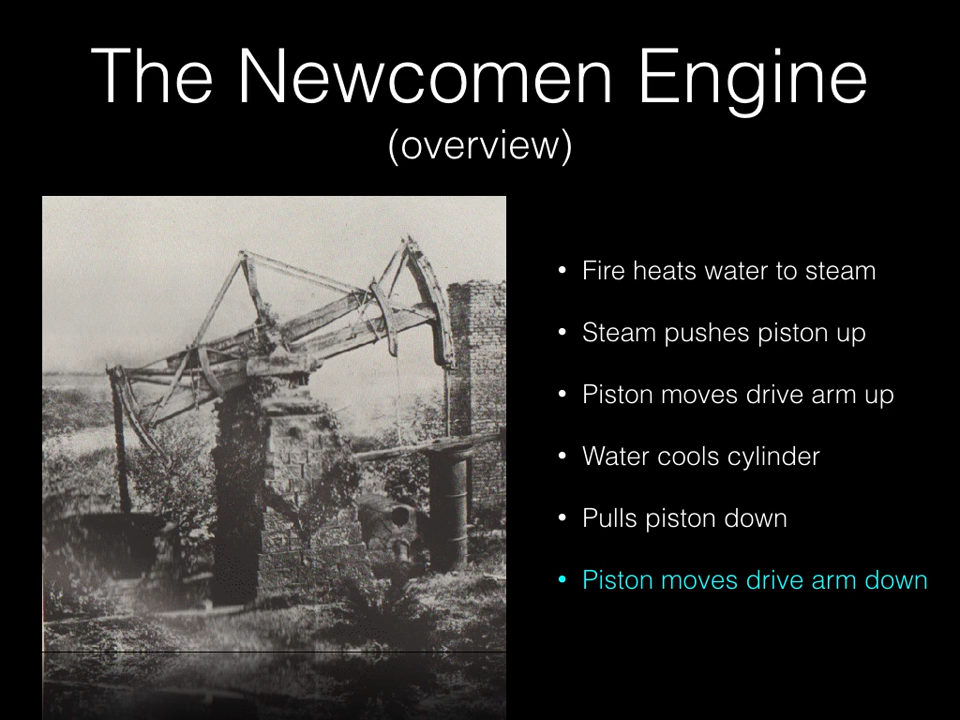 The Newcomen Engine
(overview)
• Fire heats water to steam
• Steam pushes piston up
• Piston moves drive arm up
• Water cools cylinder
• Pulls piston down
• Piston moves drive arm down